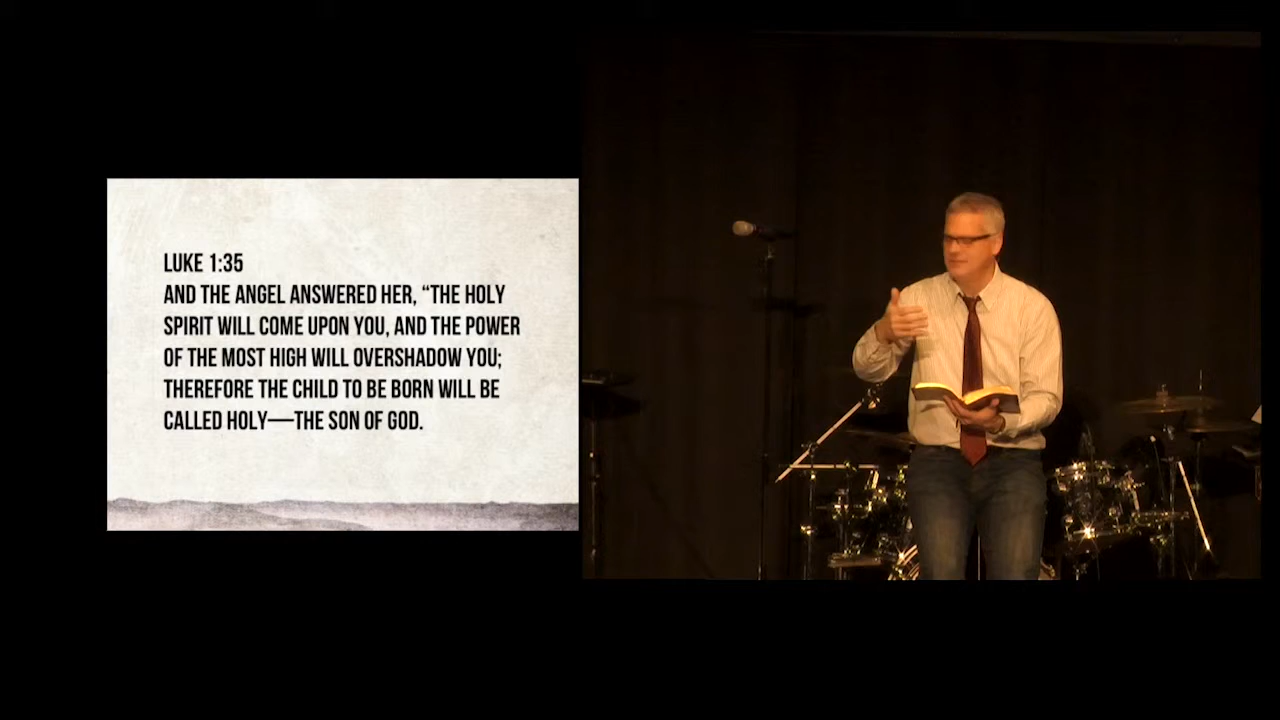 LUKE 1:35
AND THE ANGEL ANSWERED HER, “THE HOLY
SPIRIT WILL COME UPON YOU, AND THE POWER
OF THE MOST HIGH WILL OVERSHADOW YOU;
THEREFORE THE CHILD TO BE BORN WILL BE
CALLED HOLY—THE SON OF GOD.